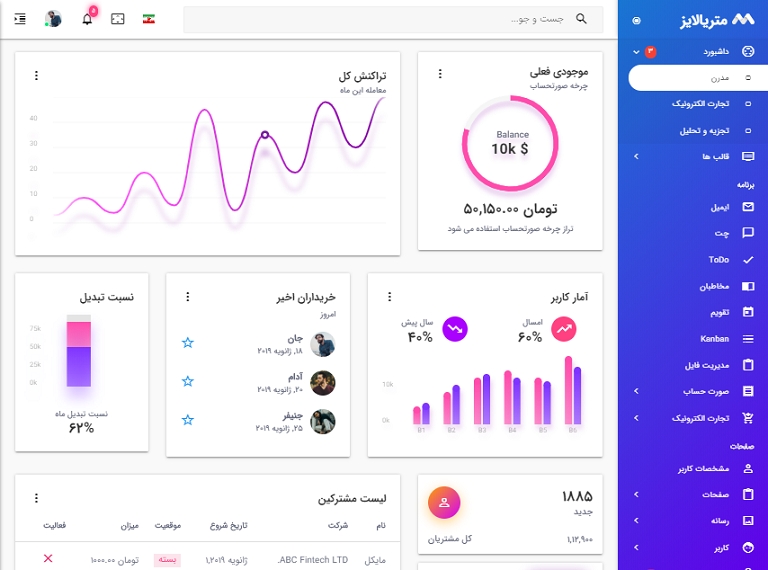 متریالایز
داشبورد
۳
مدرن
تجارت الکترونیک
تجزیه و تحلیل
قالب ها
برنامه
ایمیل
چت
ToDo
مخاطبان
تقویم
Kanban
مدیریت فایل
صورت حساب
تجارت الکترونیک
صفحات
مشخصات کاربر
صفحات
رسانه
کاربر
جست و جو...
۵
موجودی فعلی
چرخه صورتحساب
Balance
10k $
تومان ۵۰,۱۵۰.۰۰
تراز چرخه صورتحساب استفاده می شود
تراکنش کل
معامله این ماه
40
30
20
10
0
آمار کاربر
امسال
۶۰%
سال پیش
۴۰%
10k
0k
B1 B2 B3 B4 B5 B6
خریداران اخیر
امروز
جان
۱۸, ژانویه ۲۰۱۹
آدام
۲۰, ژانویه ۲۰۱۹
جنیفر
۲۵, ژانویه ۲۰۱۹
نسبت تبدیل
75k
50k
25k
0k
نسبت تبدیل ماه
۶۲%
۱۸۸۵
جدید
۱,۱۲,۹۰۰
کل مشتریان
لیست مشترکین
نام شرکت تاریخ شروع موقعیت میزان فعالیت
مایکل ABC Fintech LTD. ژانویه ۱,۲۰۱۹ بسته تومان ۱۰۰۰.۰۰